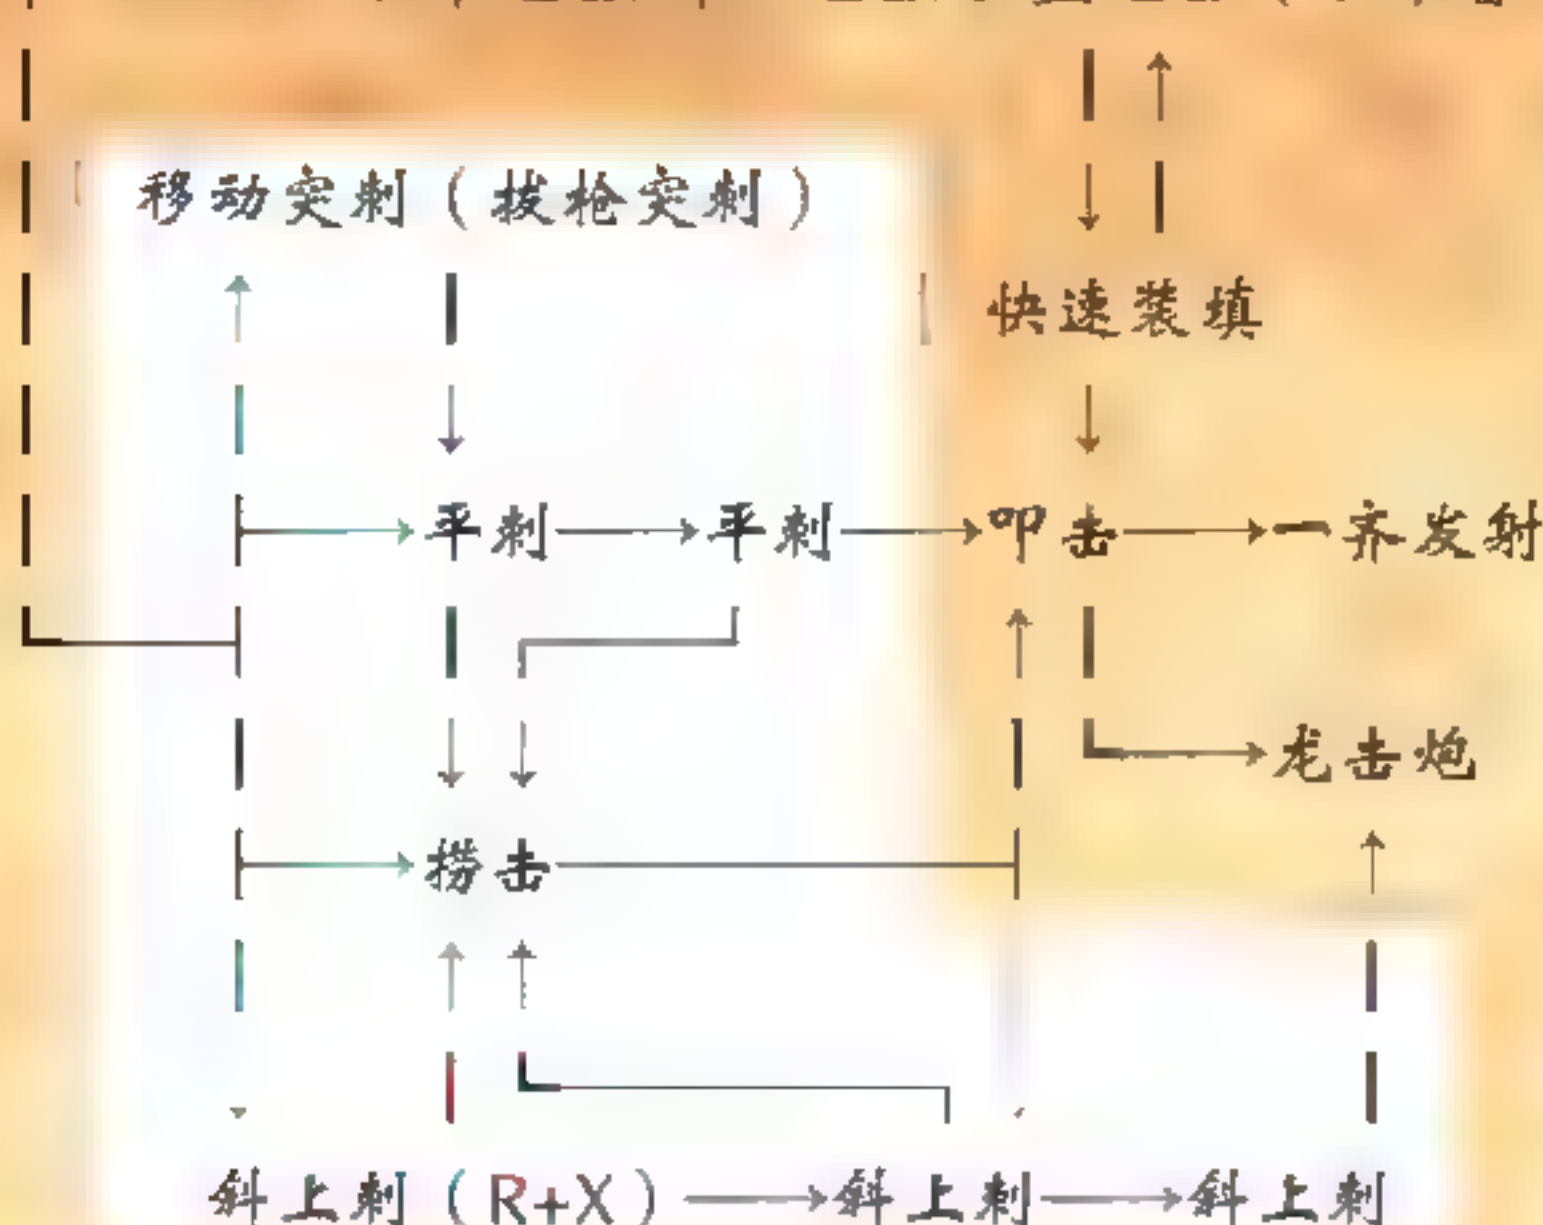 移动突刺（拔枪突刺）
快速装填
平刺 平刺 叩击 一齐发射
龙击炮
捞击
斜上刺（R+X） 斜上刺 斜上刺